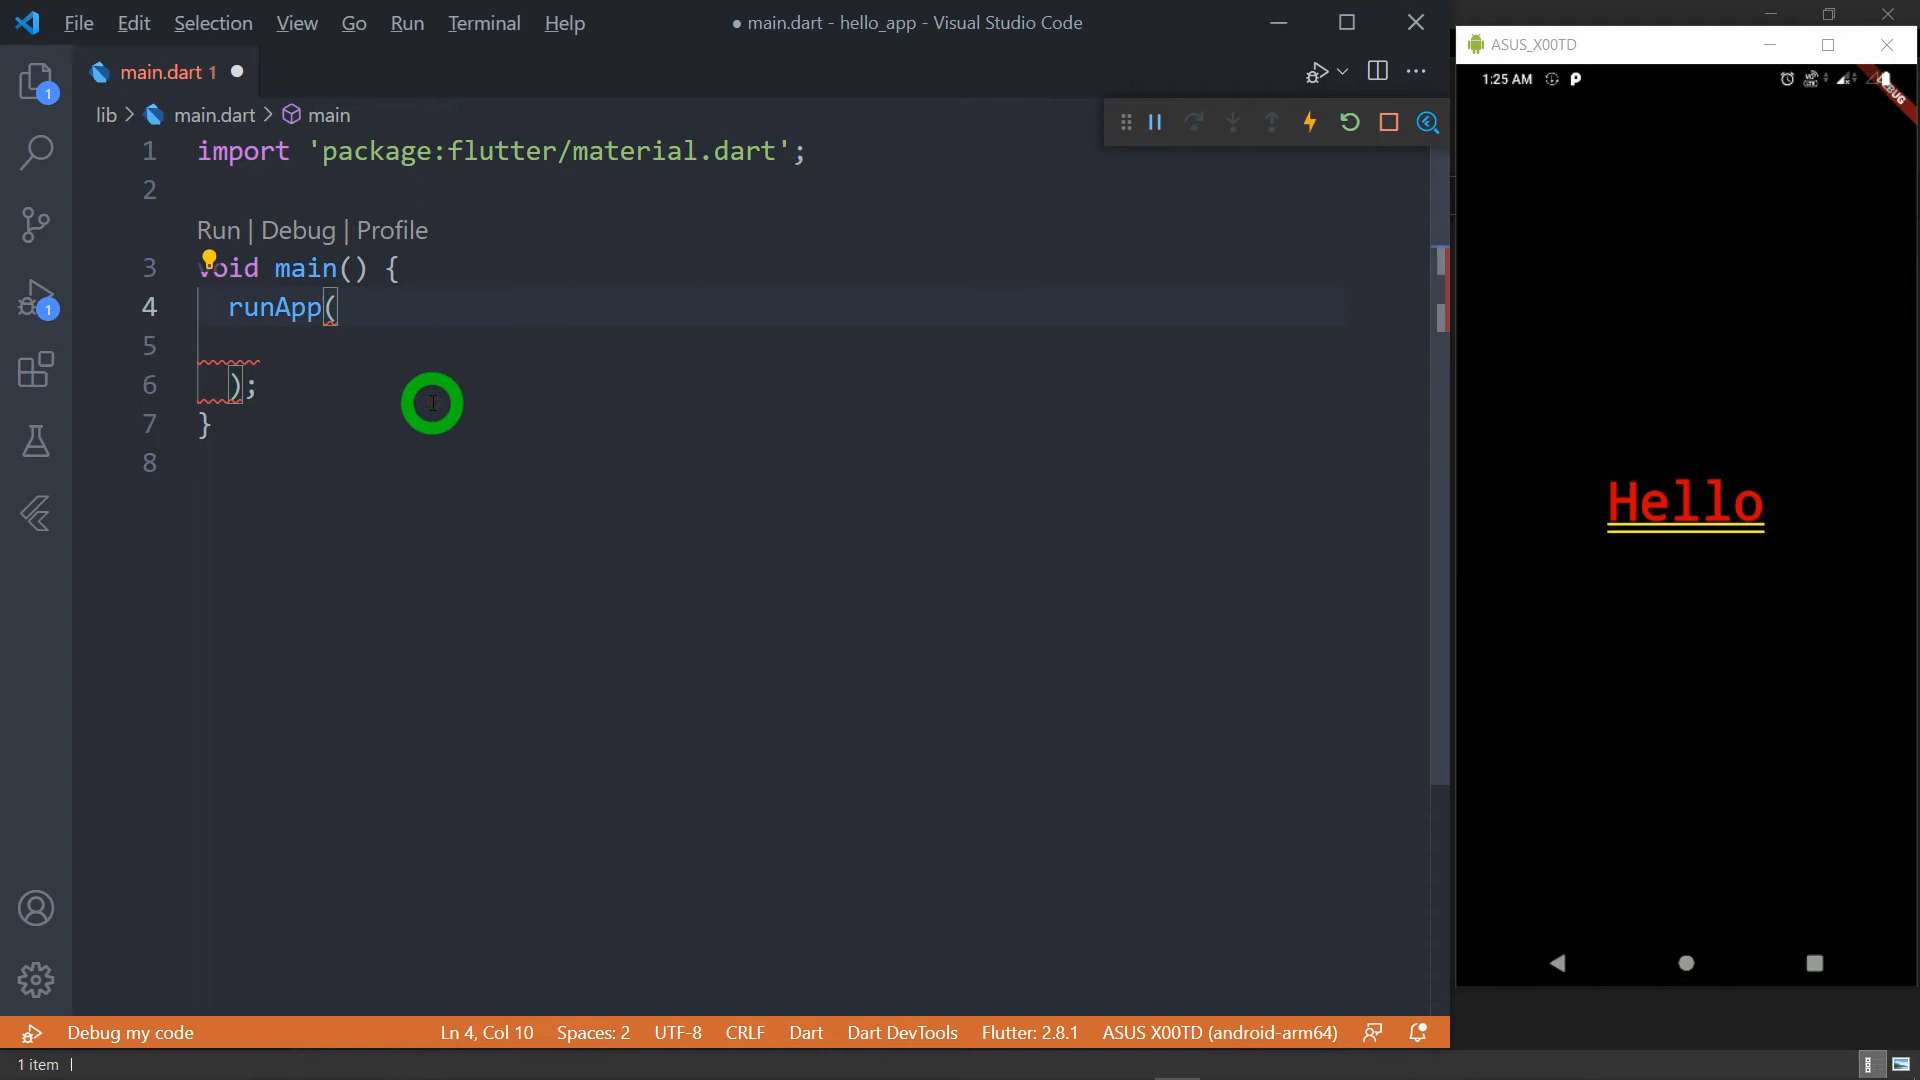 File Edit Selection View Go Run Terminal Help
● main.dart - hello_app - Visual Studio Code
main.dart 1
lib > main.dart > main
1 import 'package:flutter/material.dart';
2
Run | Debug | Profile
3 void main() {
4 runApp(
5
6 );
7 }
8
1
1
Debug my code
Ln 4, Col 10
Spaces: 2
UTF-8
CRLF
Dart
Dart DevTools
Flutter: 2.8.1
ASUS X00TD (android-arm64)
1 item
ASUS_X00TD
1:25 AM
Hello